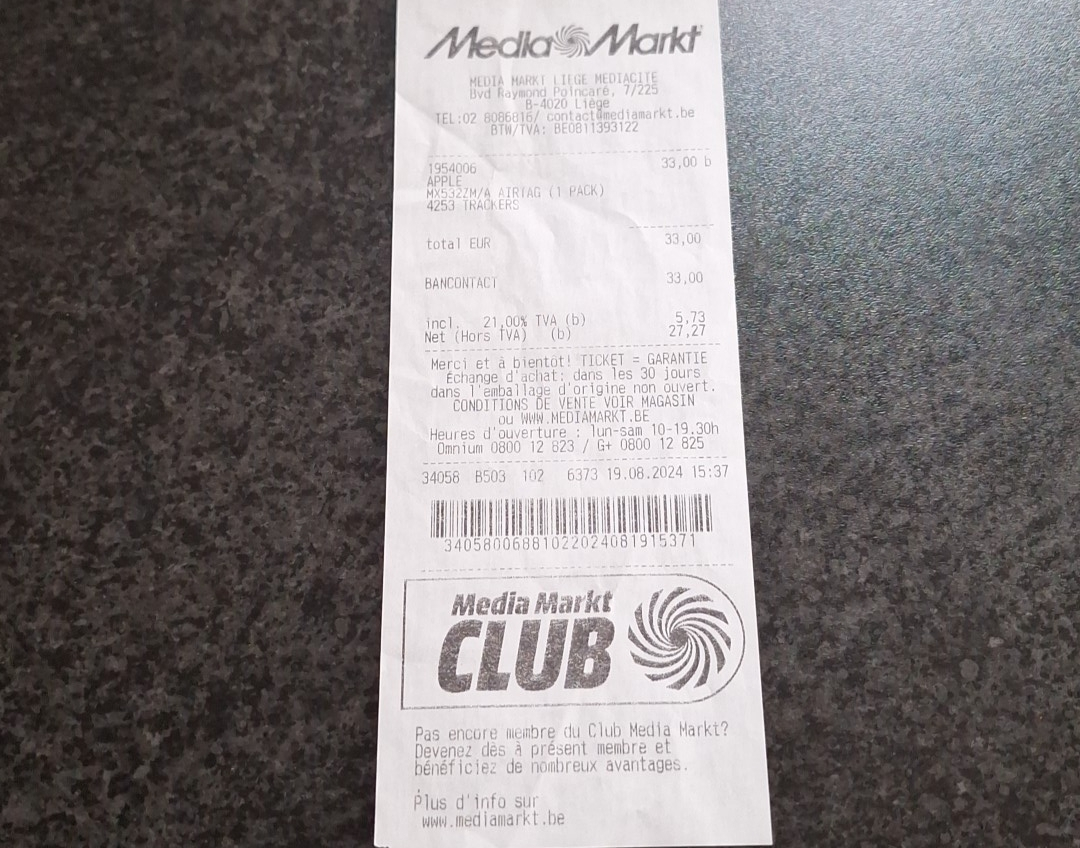 Media Markt
MEDIA MARKT LIEGE MEDIACITE
Bvd Raymond Poincaré, 7/225
B-4020 Liège
TEL:02 8086816/ contact@mediamarkt.be
BTW/TVA: BE0811393122
1954006 33,00 b
APPLE
MX532ZM/A AIRTAG (1 PACK)
4253 TRACKERS
total EUR 33,00
BANCONTACT 33,00
incl. 21,00% TVA (b) 5,73
Net (Hors TVA) (b) 27,27
Merci et à bientôt! TICKET = GARANTIE
Échange d'achat: dans les 30 jours
dans l'emballage d'origine non ouvert.
CONDITIONS DE VENTE VOIR MAGASIN
ou WWW.MEDIAMARKT.BE
Heures d'ouverture : lun-sam 10-19.30h
Omnium 0800 12 823 / G+ 0800 12 825
34058 B503 102 6373 19.08.2024 15:37
3405800688102202408191537​1
Media Markt
CLUB
Pas encore membre du Club Media Markt?
Devenez dès à présent membre et
bénéficiez de nombreux avantages.
Plus d'info sur
www.mediamarkt.be